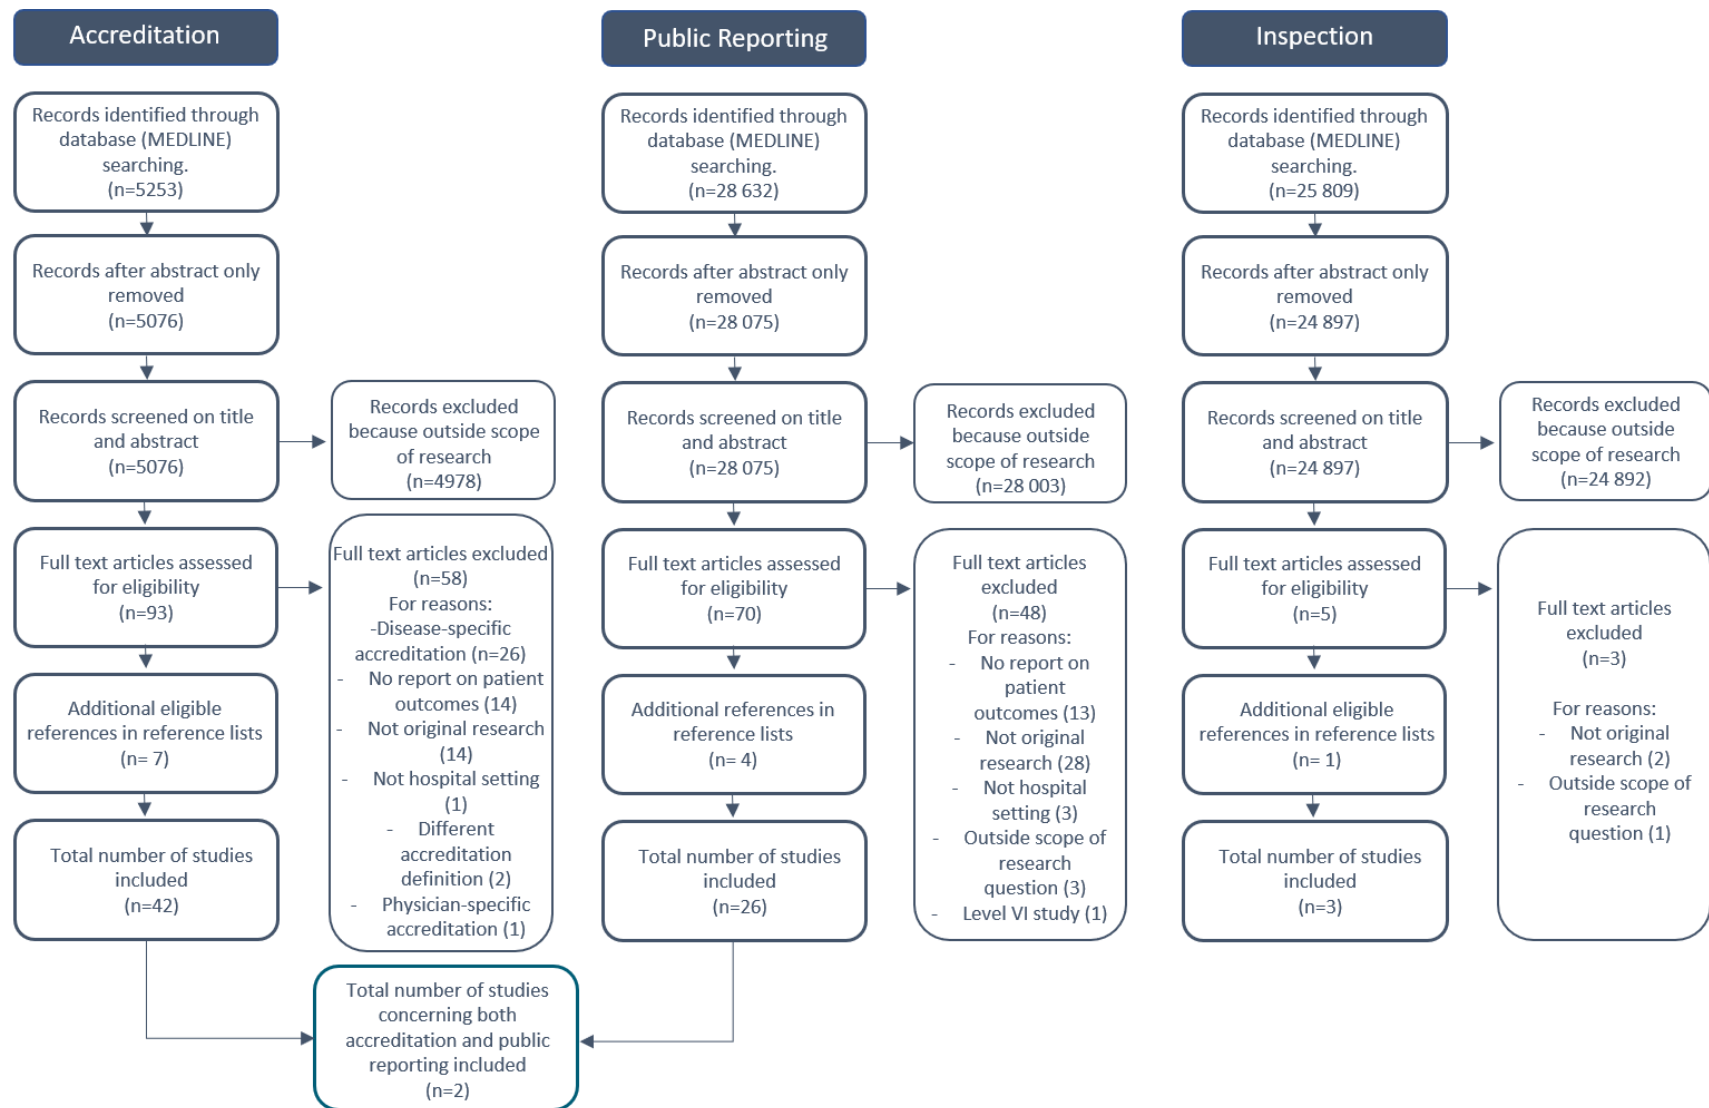 Accreditation
Records identified through
database (MEDLINE)
searching.
(n=5253)
Records after abstract only
removed
(n=5076)
Records screened on title
and abstract
(n=5076)
Records excluded
because outside scope
of research
(n=4978)
Full text articles assessed
for eligibility
(n=93)
Full text articles excluded
(n=58)
For reasons:
-Disease-specific
accreditation (n=26)
- No report on patient
outcomes (14)
- Not original research
(14)
- Not hospital setting
(1)
- Different
accreditation
definition (2)
- Physician-specific
accreditation (1)
Additional eligible
references in reference lists
(n= 7)
Total number of studies
included
(n=42)
Public Reporting
Records identified through
database (MEDLINE)
searching.
(n=28 632)
Records after abstract only
removed
(n=28 075)
Records screened on title
and abstract
(n=28 075)
Records excluded
because outside
scope of research
(n=28 003)
Full text articles assessed
for eligibility
(n=70)
Full text articles
excluded
(n=48)
For reasons:
- No report on
patient
outcomes (13)
- Not original
research (28)
- Not hospital
setting (3)
- Outside scope of
research
question (3)
- Level VI study (1)
Additional references in
reference lists
(n= 4)
Total number of studies
included
(n=26)
Total number of studies
concerning both
accreditation and public
reporting included
(n=2)
Inspection
Records identified through
database (MEDLINE)
searching.
(n=25 809)
Records after abstract only
removed
(n=24 897)
Records screened on title
and abstract
(n=24 897)
Records excluded
because outside
scope of research
(n=24 892)
Full text articles assessed
for eligibility
(n=5)
Full text articles
excluded
(n=3)
For reasons:
- Not original
research (2)
- Outside scope of
research
question (1)
Additional eligible
references in reference lists
(n= 1)
Total number of studies
included
(n=3)